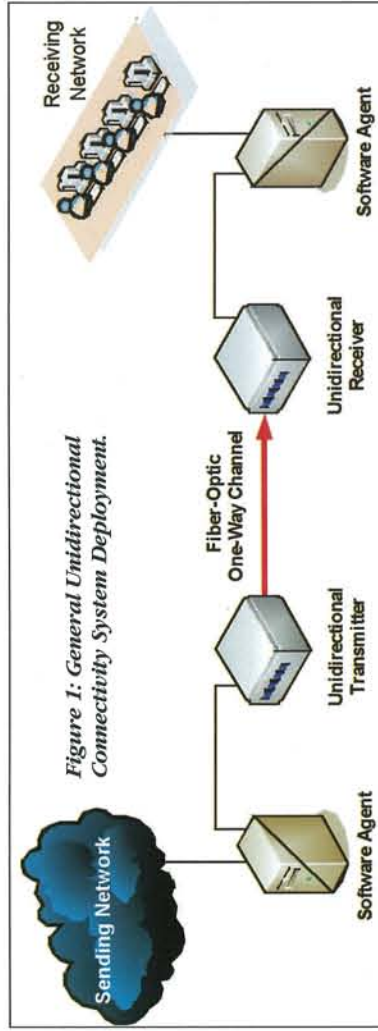 Sending Network
Figure 1: General Unidirectional
Connectivity System Deployment.
Receiving
Network
Fiber-Optic
One-Way Channel
Software Agent
Unidirectional
Transmitter
Unidirectional
Receiver
Software Agent